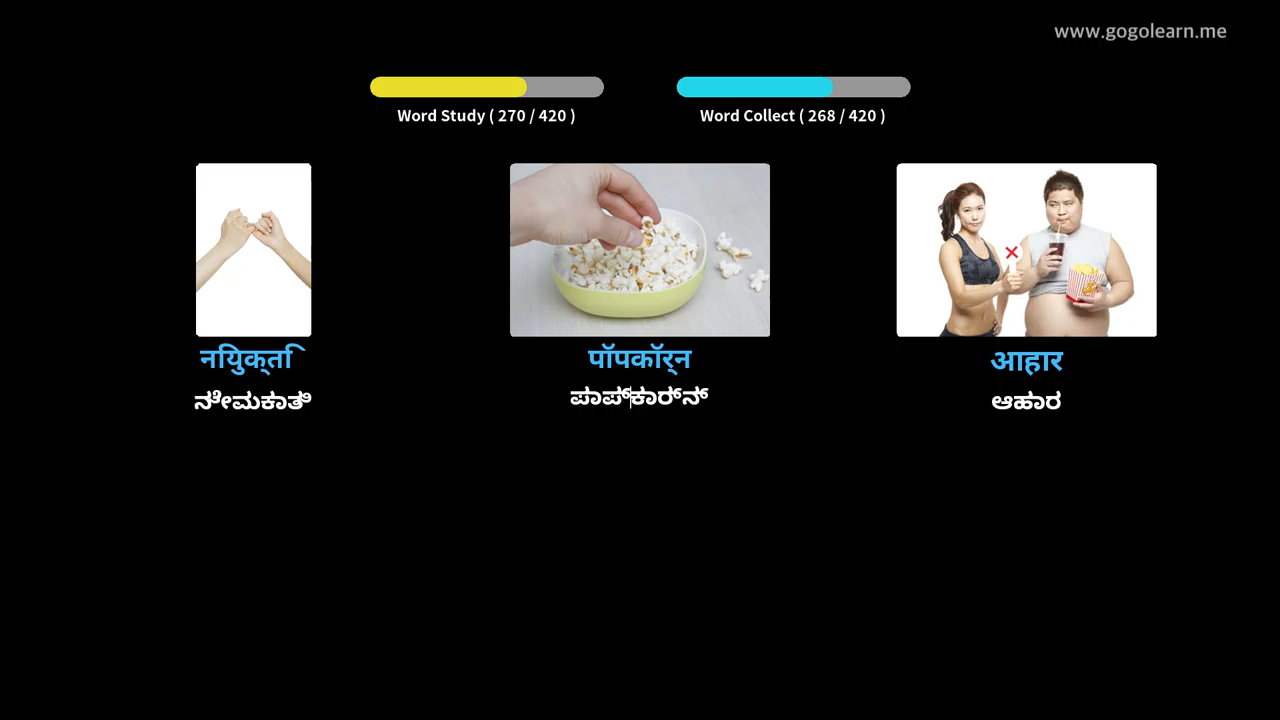 www.gogolearn.me
Word Study ( 270 / 420 )
Word Collect ( 268 / 420 )
नियुक्ति
पॉपकॉर्न
आहार
ನೇಮಕಾತಿ
ಪಾಪ್‌ಕಾರ್ನ್
ಆಹಾರ